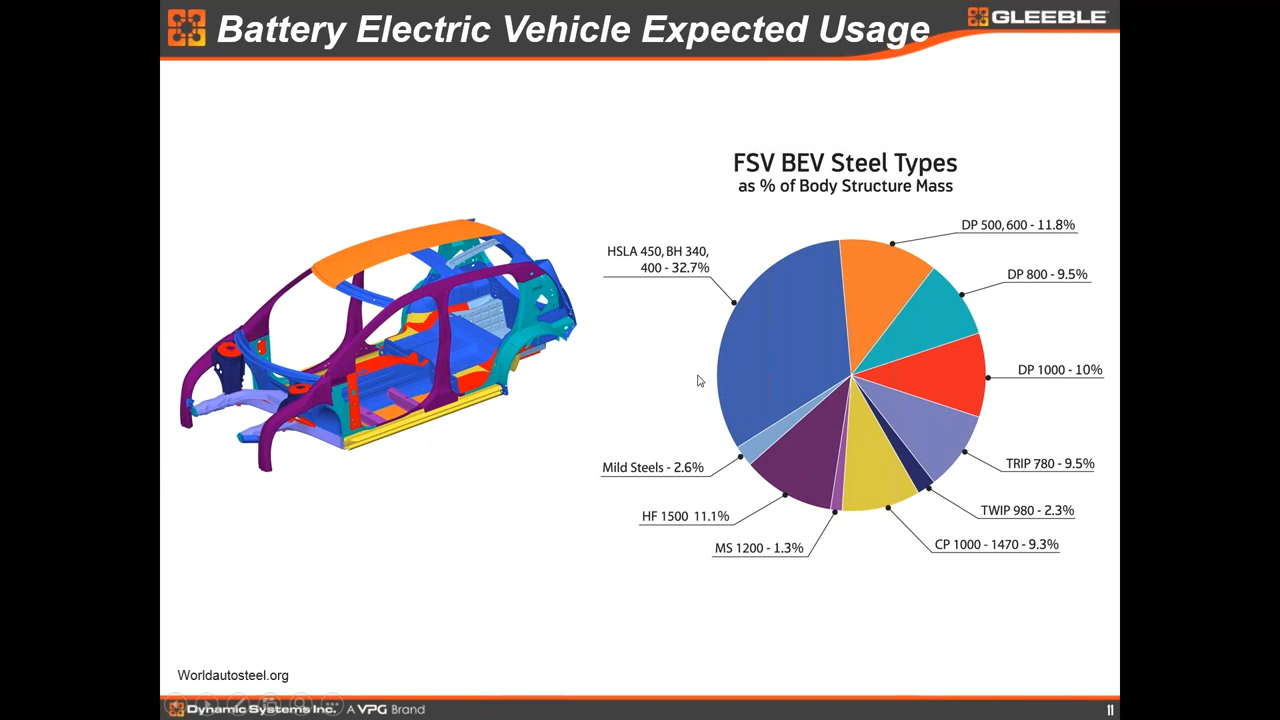 Battery Electric Vehicle Expected Usage
GLEEBLE
FSV BEV Steel Types
as % of Body Structure Mass
DP 500,600 - 11.8%
HSLA 450, BH 340,
400 - 32.7%
DP 800 - 9.5%
DP 1000 - 10%
TRIP 780 - 9.5%
Mild Steels - 2.6%
TWIP 980 - 2.3%
HF 1500 11.1%
CP 1000 - 1470 - 9.3%
MS 1200 - 1.3%
Worldautosteel.org
Dynamic Systems Inc. A VPG Brand
11